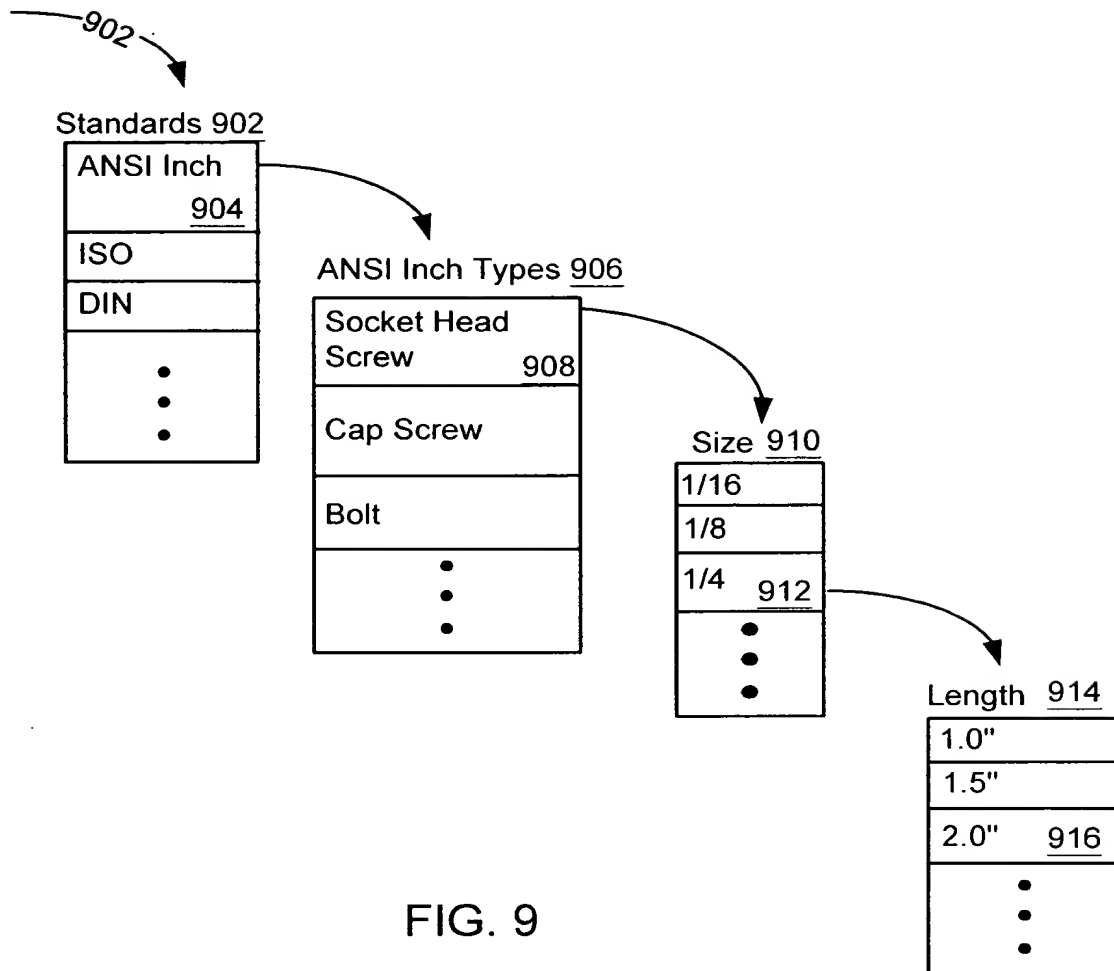 902
Standards 902
ANSI Inch
904
ISO
DIN
ANSI Inch Types 906
Socket Head
Screw 908
Cap Screw
Bolt
Size 910
1/16
1/8
1/4 912
Length 914
1.0"
1.5"
2.0" 916
FIG. 9